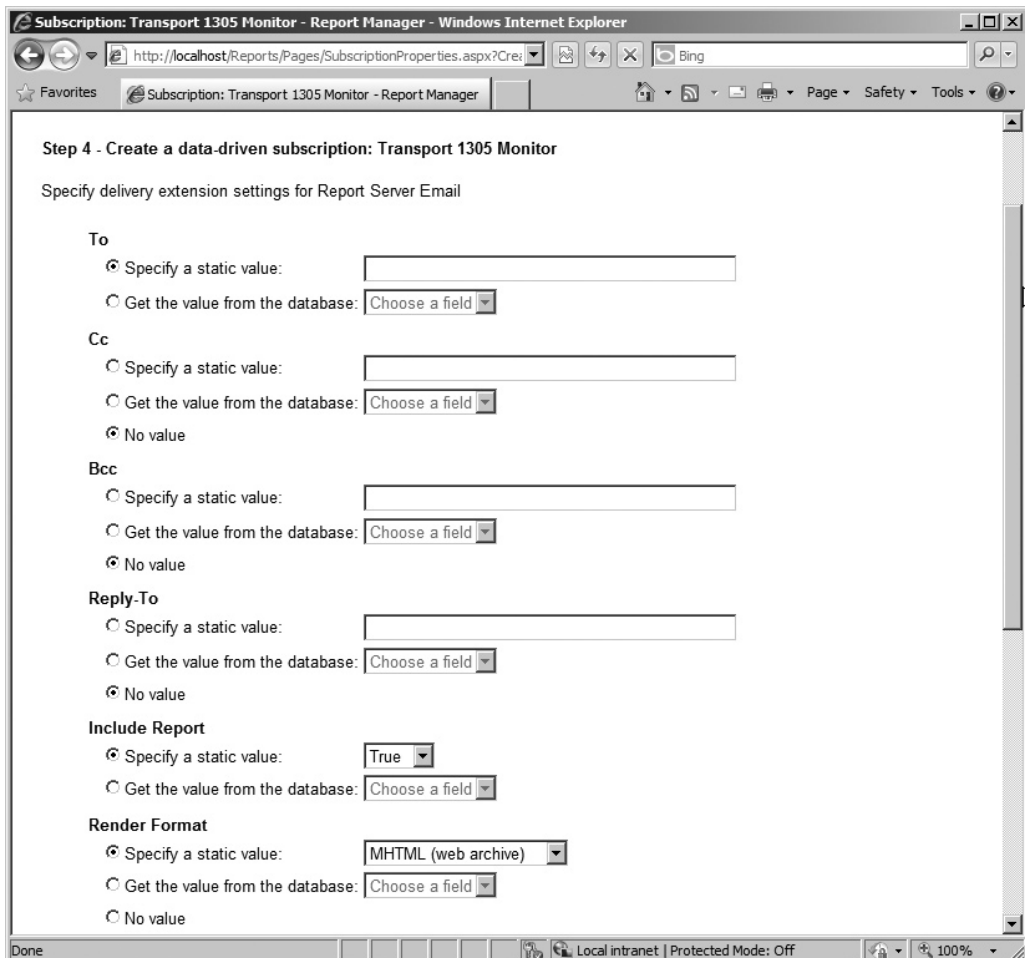 Subscription: Transport 1305 Monitor - Report Manager - Windows Internet Explorer
http://localhost/Reports/Pages/SubscriptionProperties.aspx?Crea
Bing
Favorites
Subscription: Transport 1305 Monitor - Report Manager
Page
Safety
Tools
Step 4 - Create a data-driven subscription: Transport 1305 Monitor
Specify delivery extension settings for Report Server Email
To
Specify a static value:
Get the value from the database: Choose a field
Cc
Specify a static value:
Get the value from the database: Choose a field
No value
Bcc
Specify a static value:
Get the value from the database: Choose a field
No value
Reply-To
Specify a static value:
Get the value from the database: Choose a field
No value
Include Report
Specify a static value: True
Get the value from the database: Choose a field
Render Format
Specify a static value: MHTML (web archive)
Get the value from the database: Choose a field
No value
Done
Local intranet | Protected Mode: Off
100%